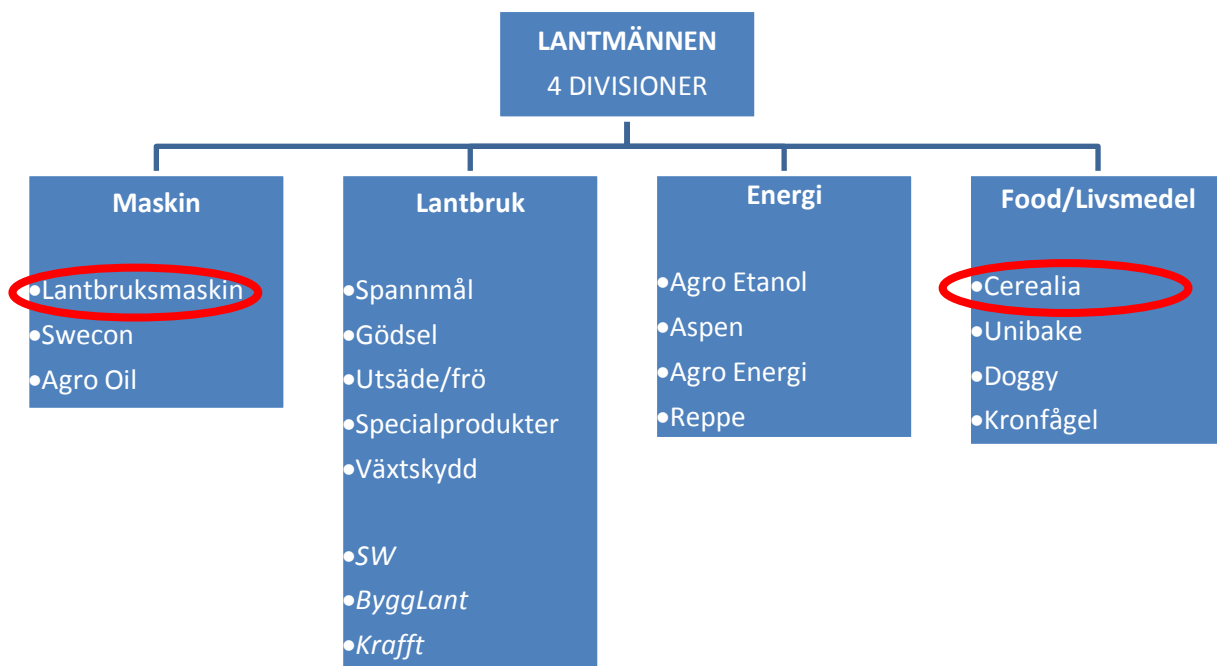 LANTMÄNNEN
4 DIVISIONER
Maskin
•Lantbruksmaskin
•Swecon
•Agro Oil
Lantbruk
•Spannmål
•Gödsel
•Utsäde/frö
•Specialprodukter
•Växtskydd
•SW
•ByggLant
•Krafft
Energi
•Agro Etanol
•Aspen
•Agro Energi
•Reppe
Food/Livsmedel
•Cerealia
•Unibake
•Doggy
•Kronfågel